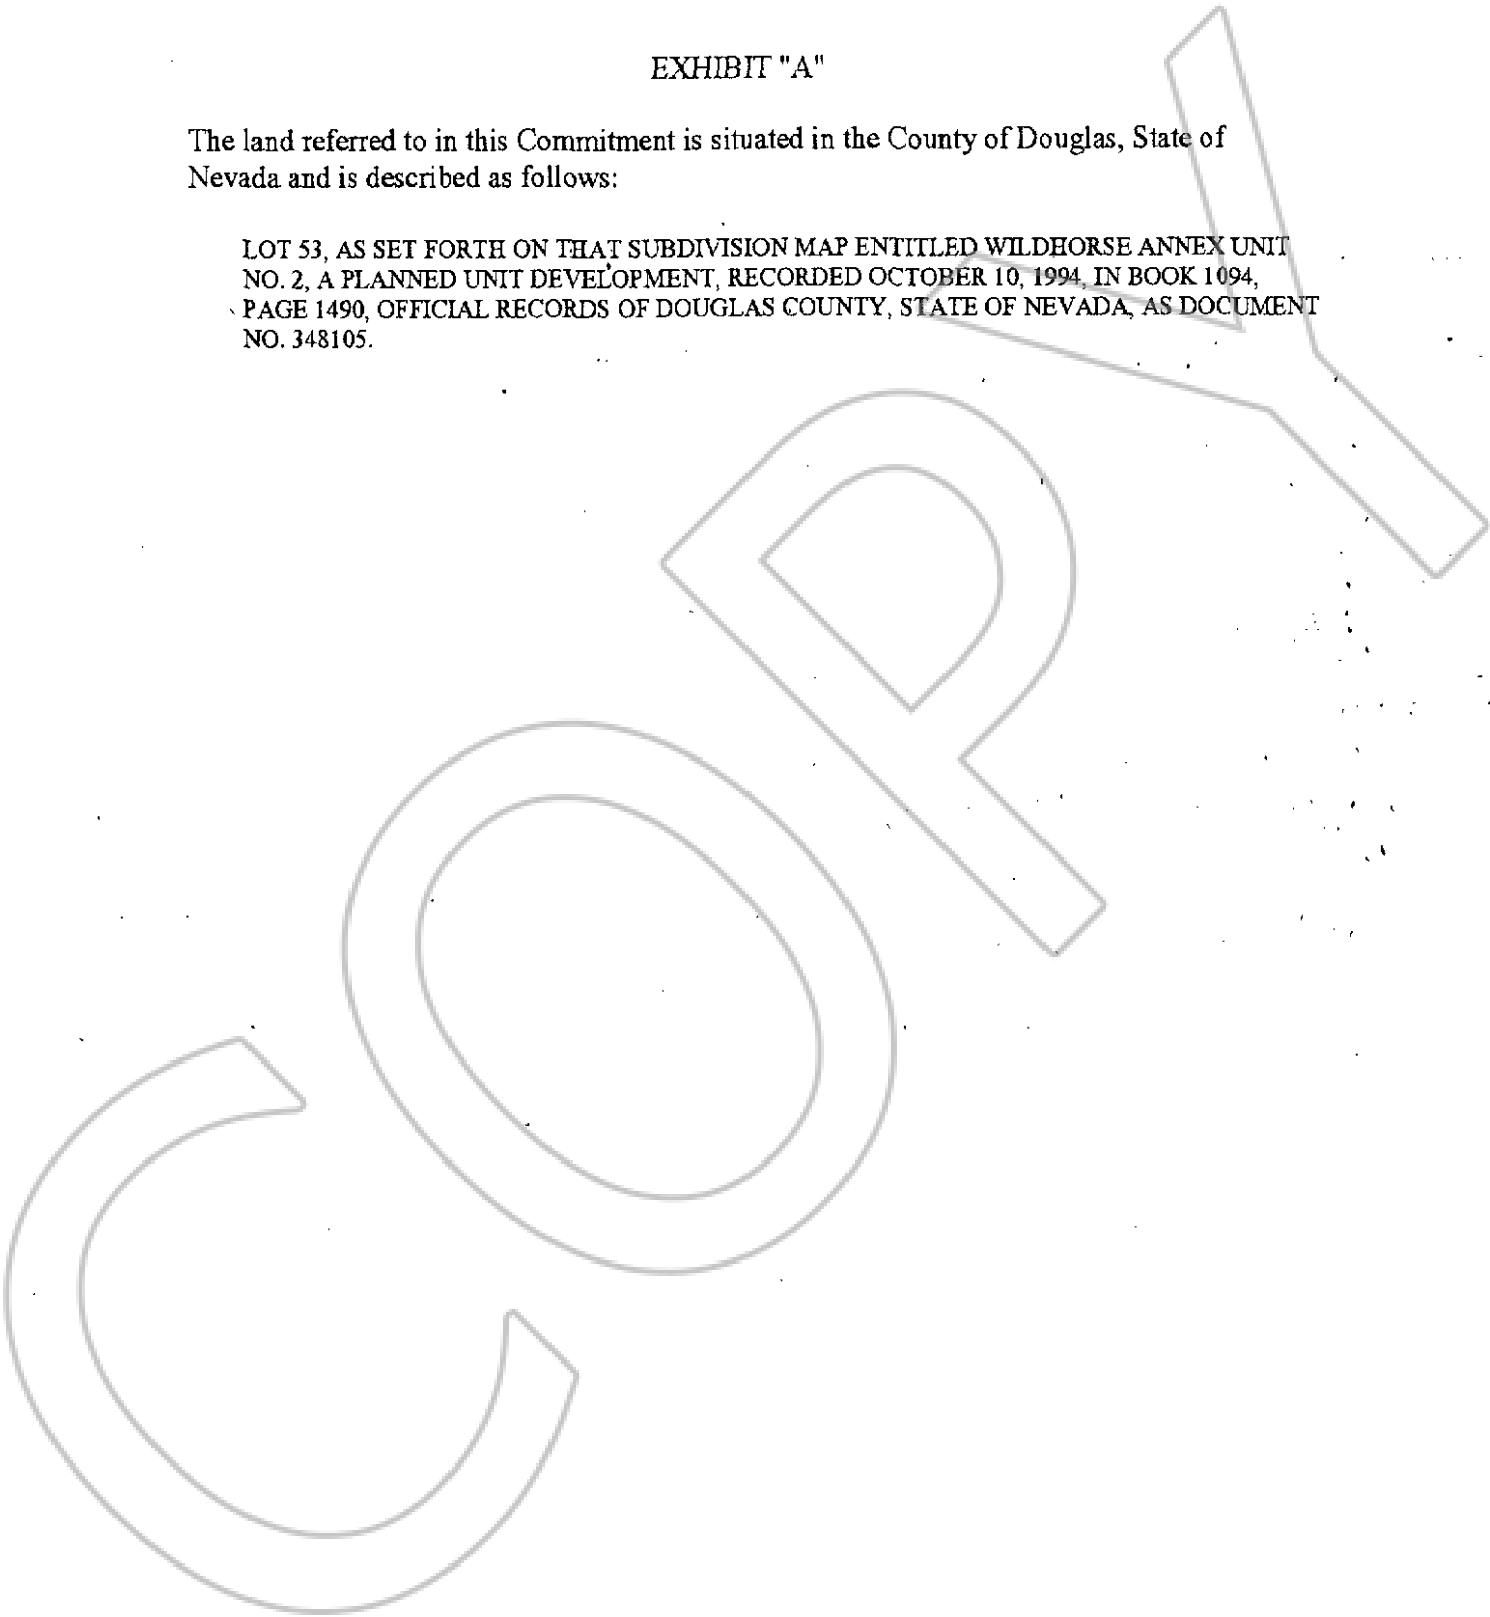 EXHIBIT "A"
The land referred to in this Commitment is situated in the County of Douglas, State of
Nevada and is described as follows:
LOT 53, AS SET FORTH ON THAT SUBDIVISION MAP ENTITLED WILDHORSE ANNEX UNIT
NO. 2, A PLANNED UNIT DEVELOPMENT, RECORDED OCTOBER 10, 1994, IN BOOK 1094,
PAGE 1490, OFFICIAL RECORDS OF DOUGLAS COUNTY, STATE OF NEVADA, AS DOCUMENT
NO. 348105.
COPY